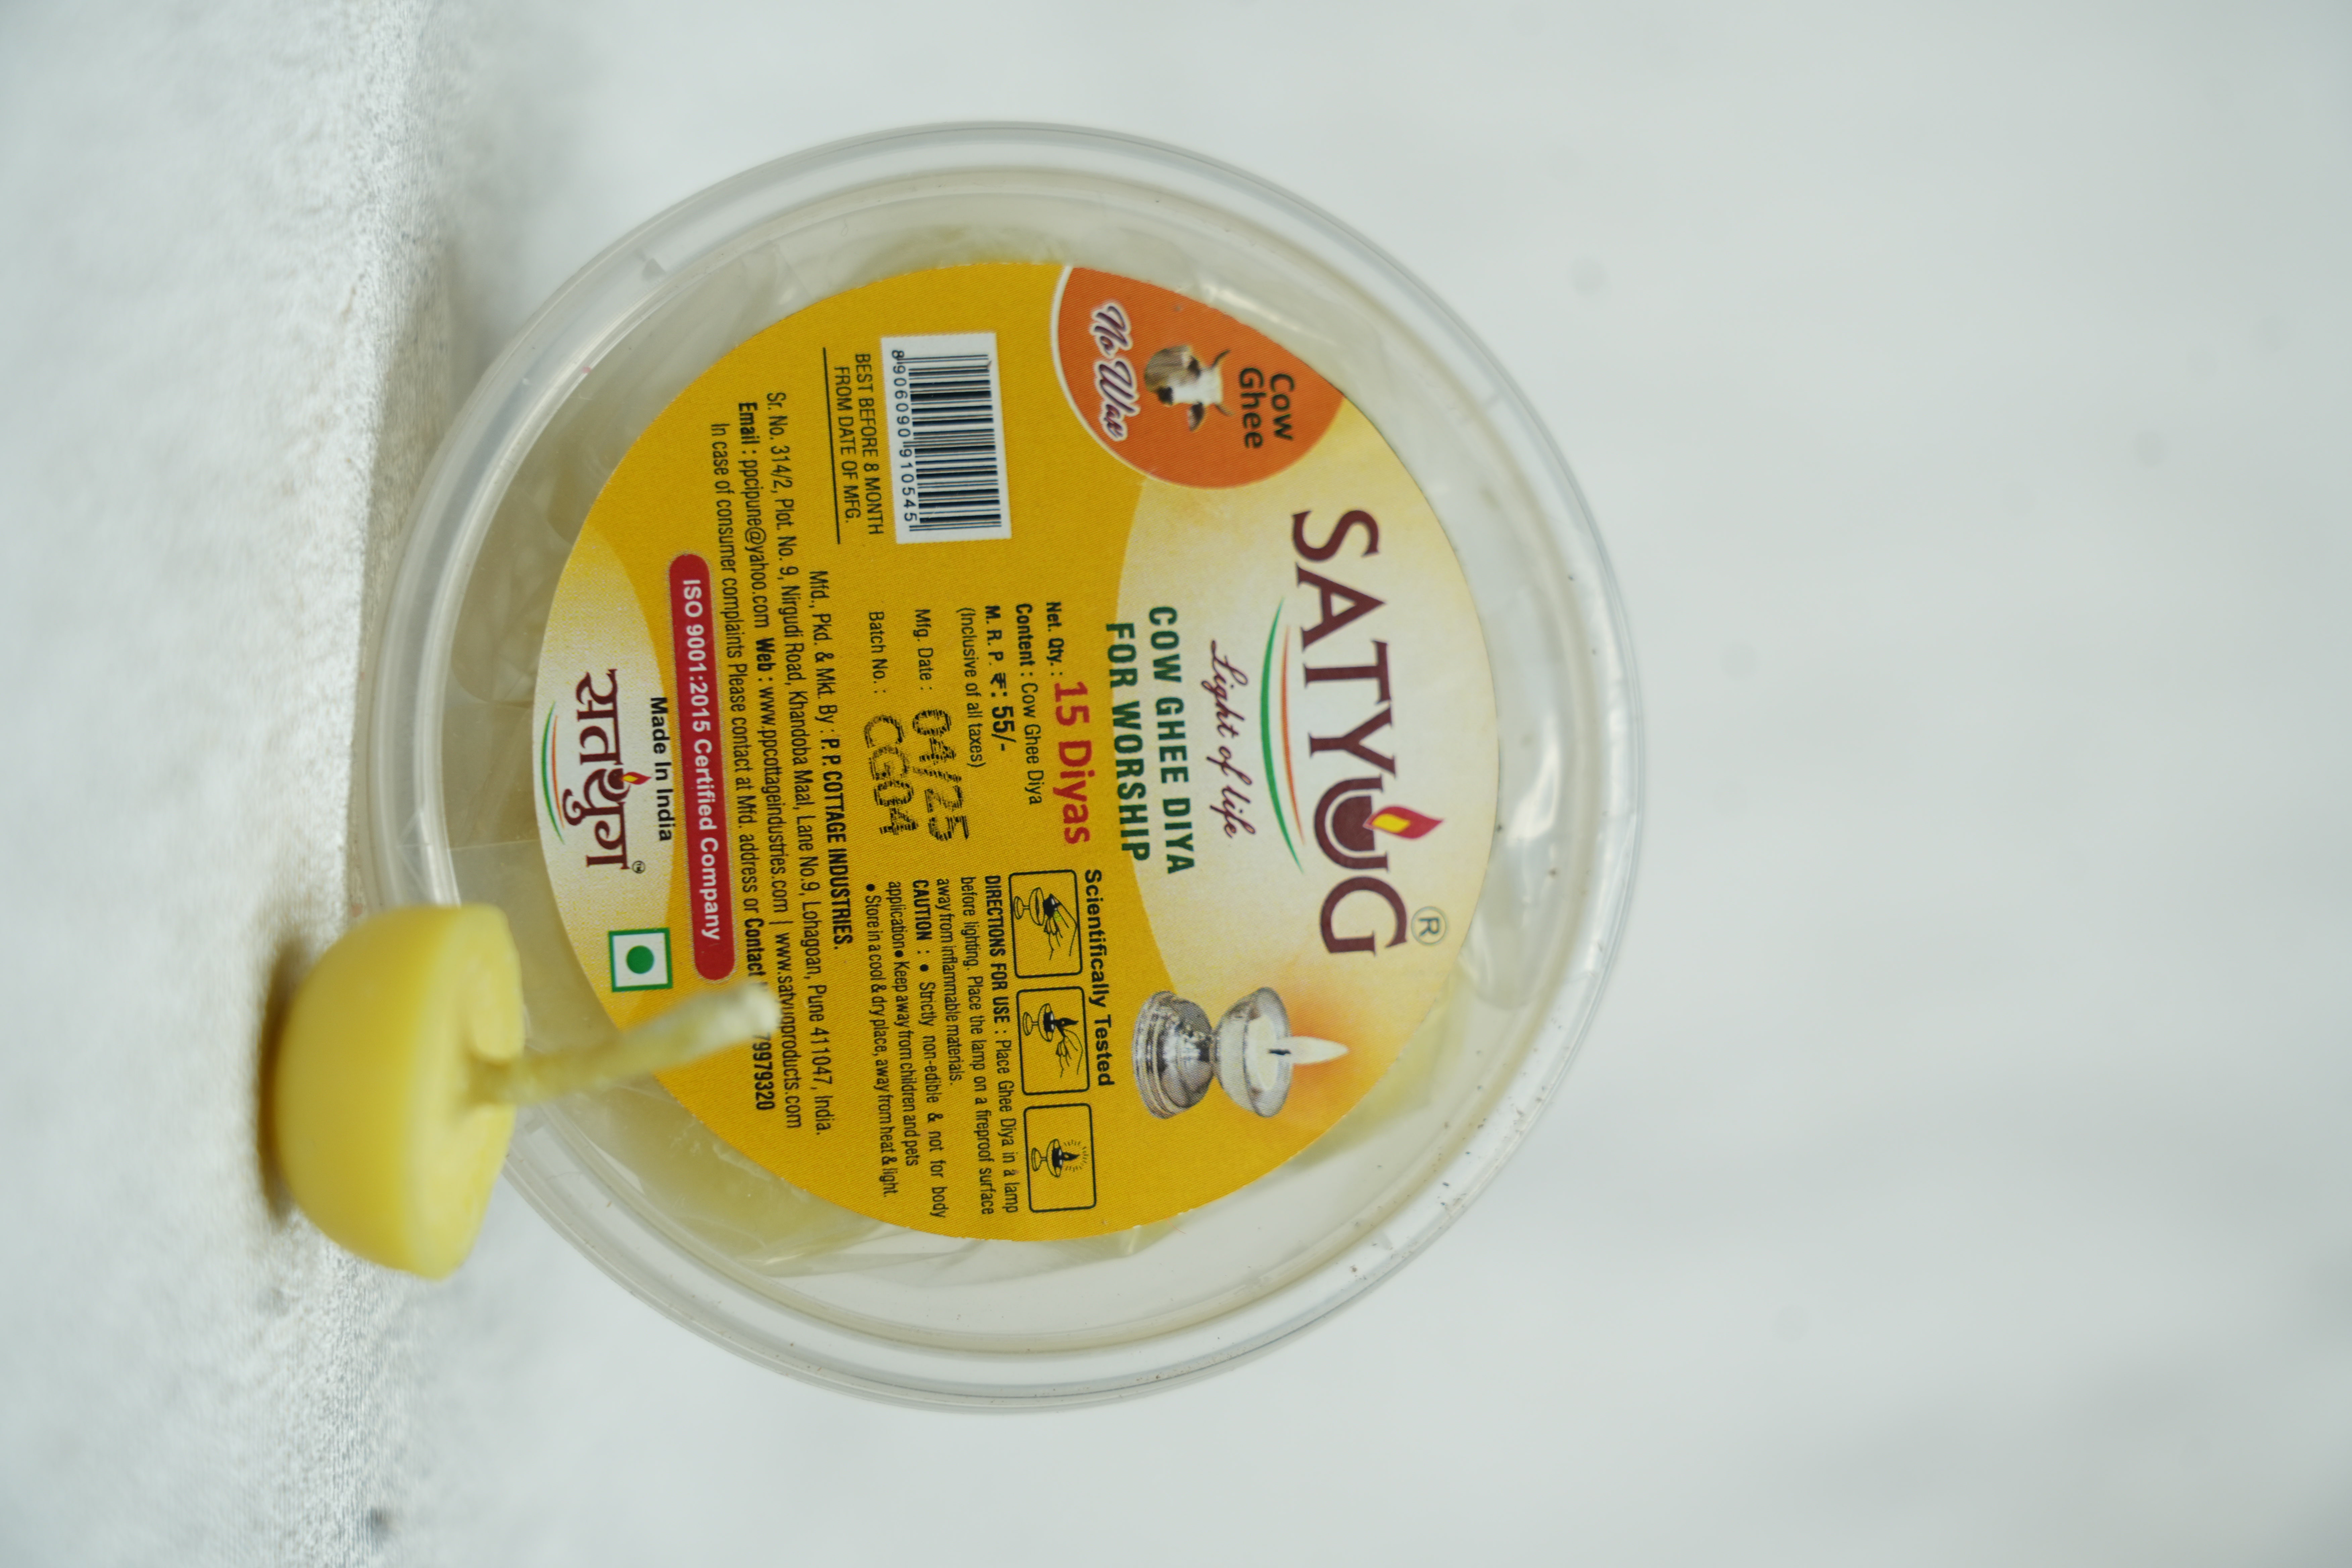 SATYUG®
Light of life
Cow
Ghee
No Wax
COW GHEE DIYA
FOR WORSHIP
Net. Qty. : 15 Diyas
Content : Cow Ghee Diya
M. R. P. ₹ : 55/-
(Inclusive of all taxes)
Mfg. Date : 04/25
Batch No. : CG04
8 906090 910545
BEST BEFORE 8 MONTH
FROM DATE OF MFG.
Scientifically Tested
DIRECTIONS FOR USE : Place Ghee Diya in a lamp
before lighting. Place the lamp on a fireproof surface
away from inflammable materials.
CAUTION : • Strictly non-edible & not for body
application • Keep away from children and pets
• Store in a cool & dry place, away from heat & light.
Mfd., Pkd. & Mkt. By : P. P. COTTAGE INDUSTRIES.
Sr. No. 314/2, Plot. No. 9, Nirgudi Road, Khandoba Maal, Lane No.9, Lohagoan, Pune 411047, India.
Email : ppcipune@yahoo.com Web : www.ppcottageindustries.com | www.satyugproducts.com
In case of consumer complaints Please contact at Mfd. address or Contact 79979320
ISO 9001:2015 Certified Company
Made In India
सतयुग